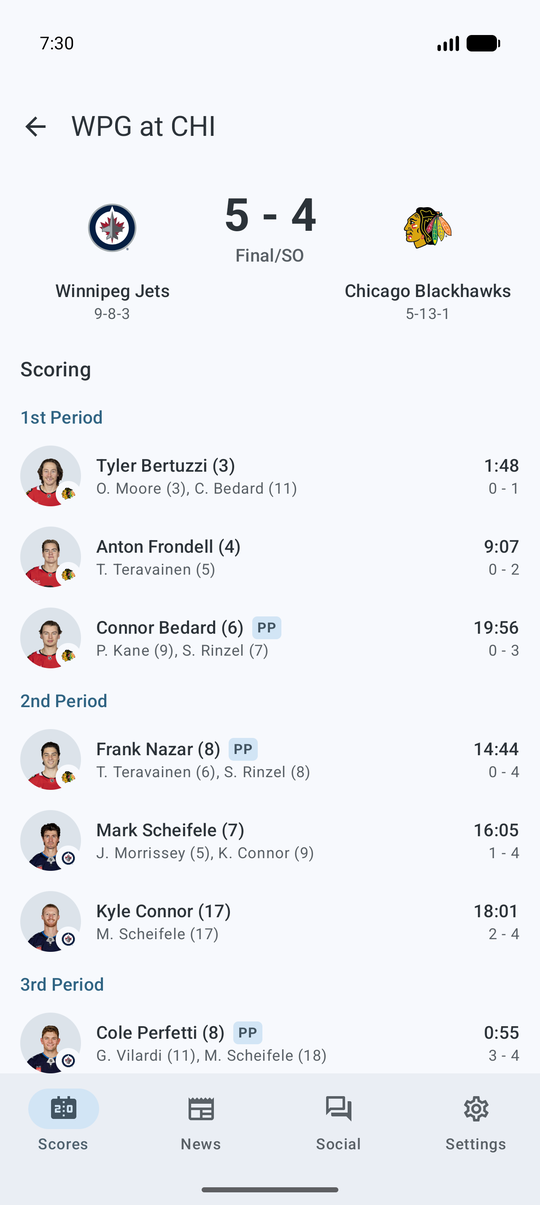 7:30
WPG at CHI
5 - 4
Final/SO
Winnipeg Jets
9-8-3
Chicago Blackhawks
5-13-1
Scoring
1st Period
Tyler Bertuzzi (3)
1:48
O. Moore (3), C. Bedard (11)
0 - 1
Anton Frondell (4)
9:07
T. Teravainen (5)
0 - 2
Connor Bedard (6) PP
19:56
P. Kane (9), S. Rinzel (7)
0 - 3
2nd Period
Frank Nazar (8) PP
14:44
T. Teravainen (6), S. Rinzel (8)
0 - 4
Mark Scheifele (7)
16:05
J. Morrissey (5), K. Connor (9)
1 - 4
Kyle Connor (17)
18:01
M. Scheifele (17)
2 - 4
3rd Period
Cole Perfetti (8) PP
0:55
G. Vilardi (11), M. Scheifele (18)
3 - 4
2:0
Scores
News
Social
Settings